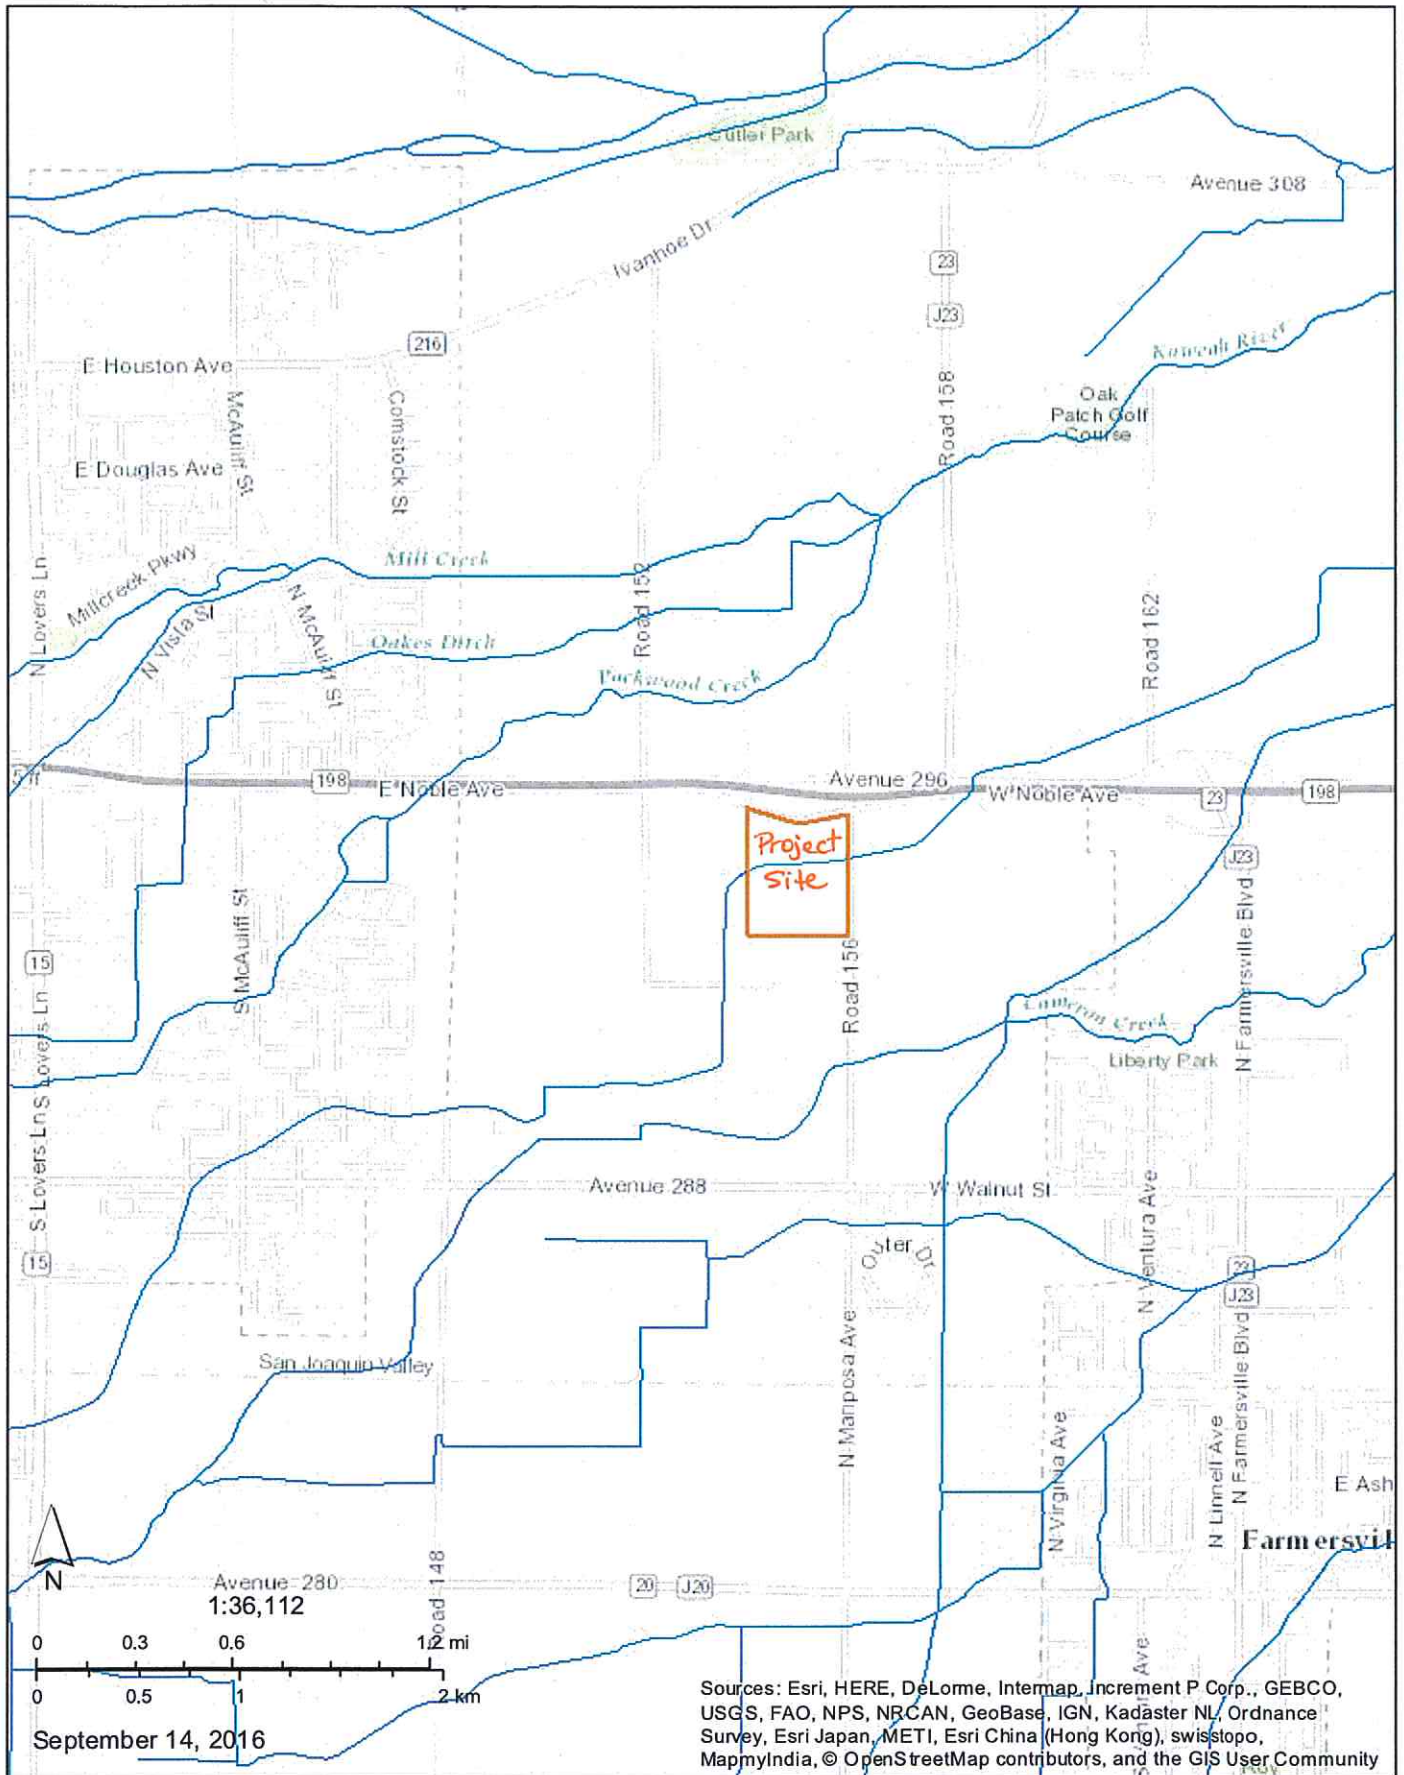 Cutler Park
Avenue 308
Ivanhoe Dr
23
J23
216
E Houston Ave
Kaweah River
McAuliff St
Comstock St
Road 158
Oak
Patch Golf
Course
E Douglas Ave
Mill Creek
Millcreek Pkwy
N Lovers Ln
N Vista St
N McAuliff St
Road 152
Oakes Ditch
Packwood Creek
Road 162
198
E Noble Ave
Avenue 296
W Noble Ave
23
198
Project
Site
J23
N Farmersville Blvd
S McAuliff St
15
S Lovers Ln
Road 156
Cameron Creek
Liberty Park
S Lovers Ln
Avenue 288
W Walnut St
N Ventura Ave
Outer Dr
15
J23
San Joaquin Valley
N Mariposa Ave
N Farmersville Blvd
N Virginia Ave
N Linnell Ave
E Ash
Farmersvil
N
Avenue 280
Road 148
20
J20
1:36,112
0 0.3 0.6 1.2 mi
0 0.5 1 2 km
September 14, 2016
Sources: Esri, HERE, DeLorme, Intermap, increment P Corp., GEBCO,
USGS, FAO, NPS, NRCAN, GeoBase, IGN, Kadaster NL, Ordnance
Survey, Esri Japan, METI, Esri China (Hong Kong), swisstopo,
MapmyIndia, © OpenStreetMap contributors, and the GIS User Community